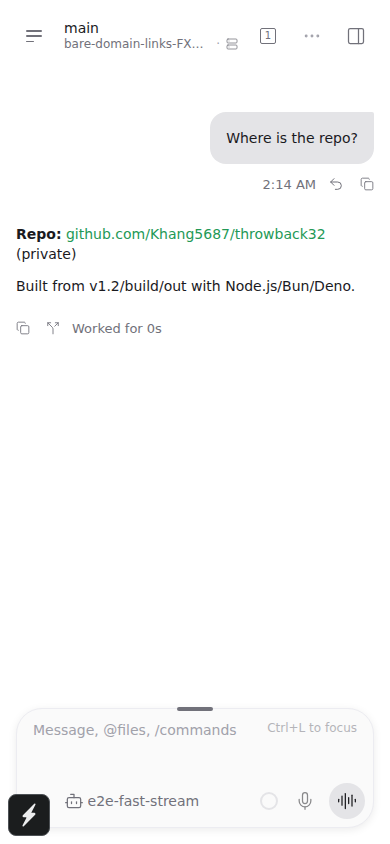 main
bare-domain-links-FX... ·
1
Where is the repo?
2:14 AM
Repo: github.com/Khang5687/throwback32
(private)
Built from v1.2/build/out with Node.js/Bun/Deno.
Worked for 0s
Message, @files, /commands
Ctrl+L to focus
e2e-fast-stream